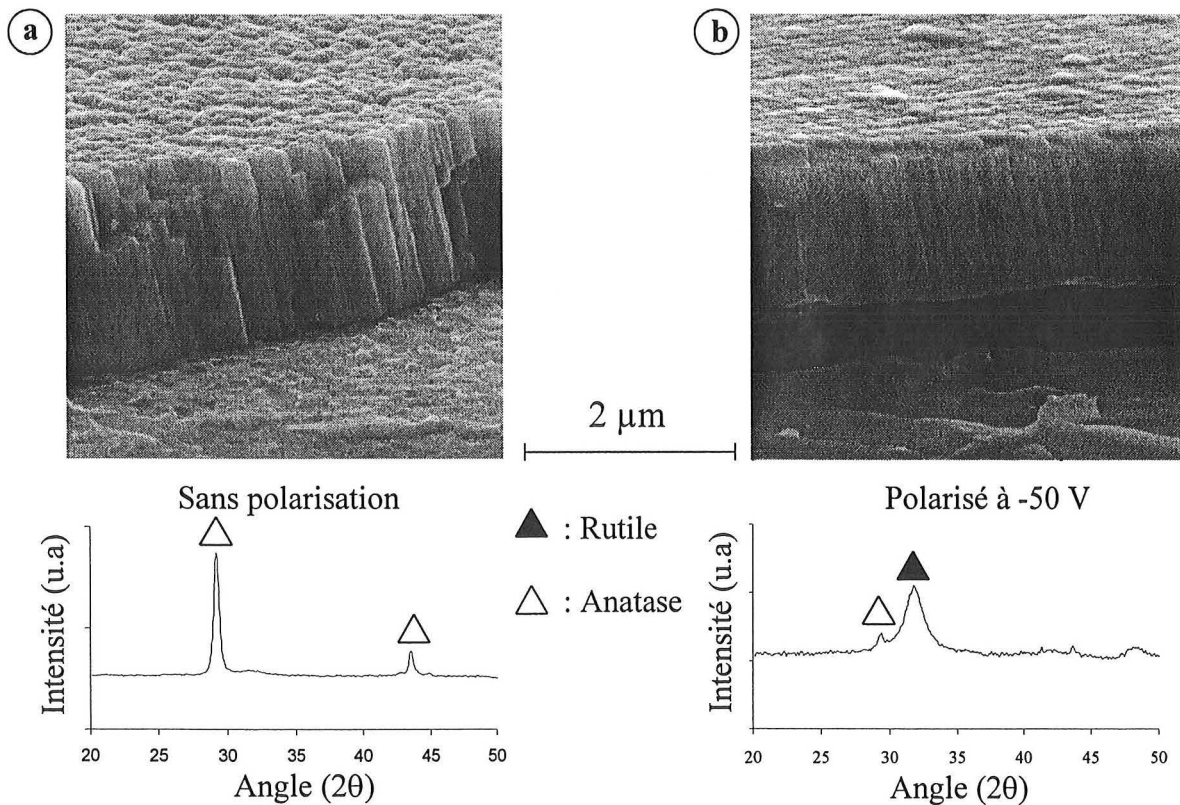 a
b
2 µm
Sans polarisation
Polarisé à -50 V
: Rutile
: Anatase
Intensité (u.a)
20 25 30 35 40 45 50
Angle (2θ)
Intensité (u.a)
20 25 30 35 40 45 50
Angle (2θ)